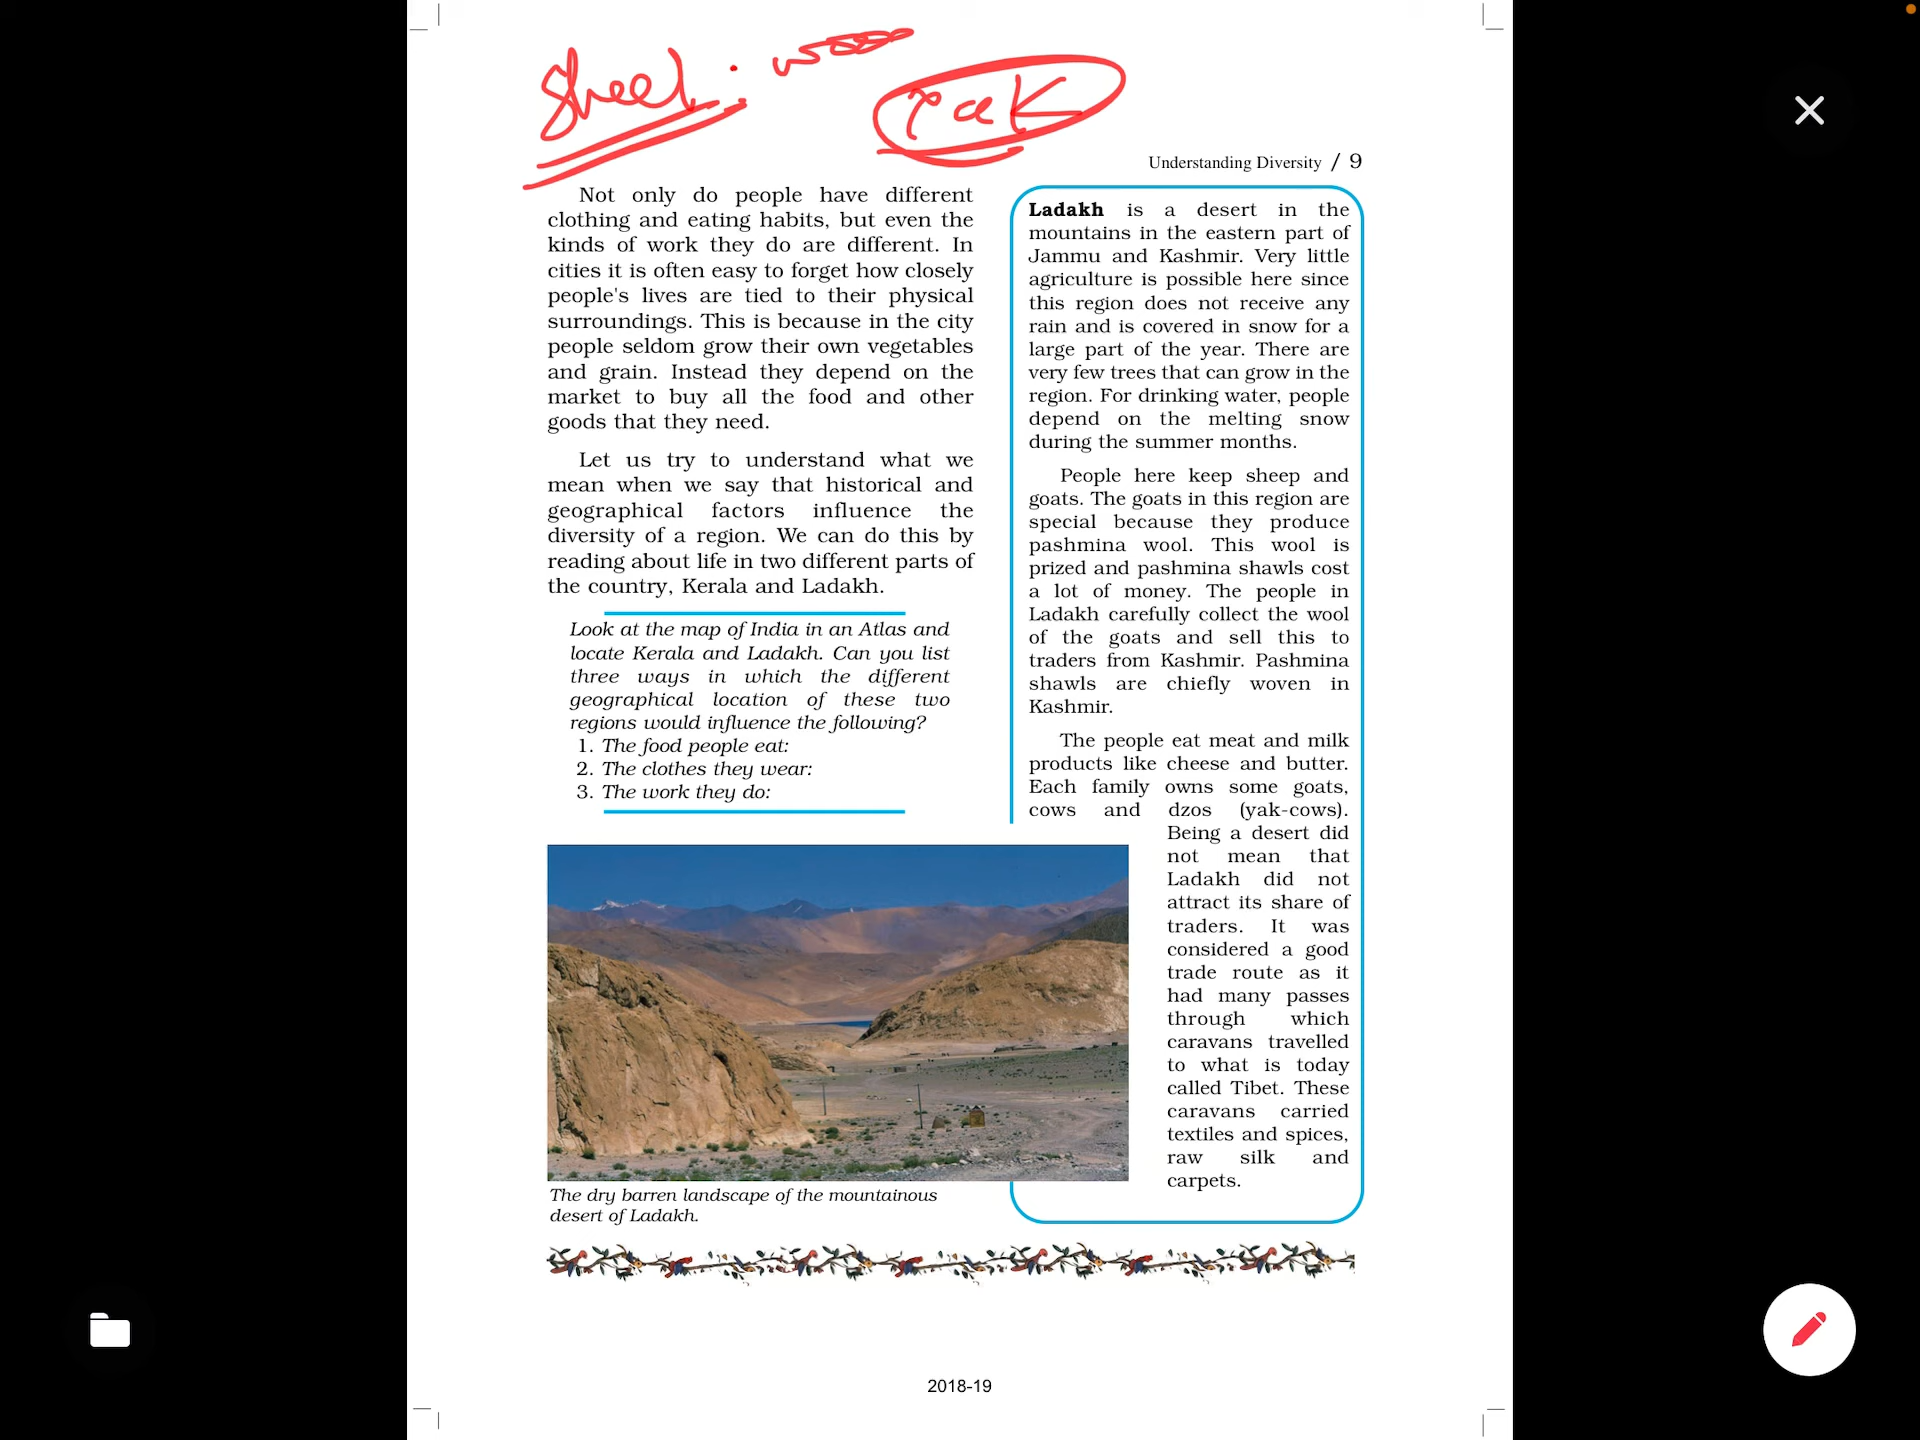 Understanding Diversity / 9
Not only do people have different
clothing and eating habits, but even the
kinds of work they do are different. In
cities it is often easy to forget how closely
people's lives are tied to their physical
surroundings. This is because in the city
people seldom grow their own vegetables
and grain. Instead they depend on the
market to buy all the food and other
goods that they need.
Let us try to understand what we
mean when we say that historical and
geographical factors influence the
diversity of a region. We can do this by
reading about life in two different parts of
the country, Kerala and Ladakh.
Look at the map of India in an Atlas and
locate Kerala and Ladakh. Can you list
three ways in which the different
geographical location of these two
regions would influence the following?
1. The food people eat:
2. The clothes they wear:
3. The work they do:
The dry barren landscape of the mountainous
desert of Ladakh.
Ladakh is a desert in the
mountains in the eastern part of
Jammu and Kashmir. Very little
agriculture is possible here since
this region does not receive any
rain and is covered in snow for a
large part of the year. There are
very few trees that can grow in the
region. For drinking water, people
depend on the melting snow
during the summer months.
People here keep sheep and
goats. The goats in this region are
special because they produce
pashmina wool. This wool is
prized and pashmina shawls cost
a lot of money. The people in
Ladakh carefully collect the wool
of the goats and sell this to
traders from Kashmir. Pashmina
shawls are chiefly woven in
Kashmir.
The people eat meat and milk
products like cheese and butter.
Each family owns some goats,
cows and dzos (yak-cows).
Being a desert did
not mean that
Ladakh did not
attract its share of
traders. It was
considered a good
trade route as it
had many passes
through which
caravans travelled
to what is today
called Tibet. These
caravans carried
textiles and spices,
raw silk and
carpets.
2018-19